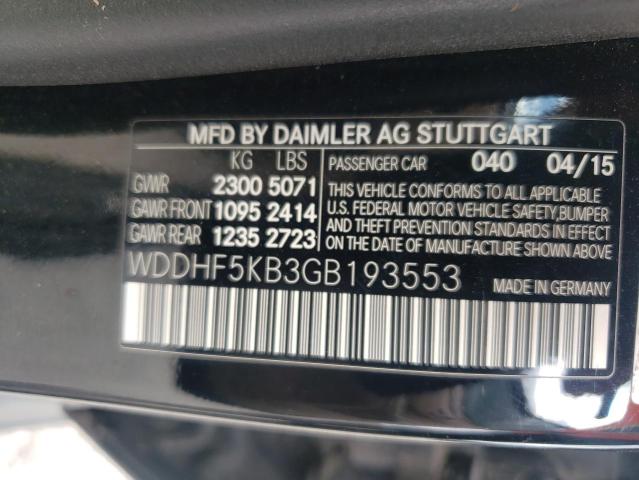 MFD BY DAIMLER AG STUTTGART
KG LBS
GVWR 2300 5071
GAWR FRONT 1095 2414
GAWR REAR 1235 2723
PASSENGER CAR 040 04/15
THIS VEHICLE CONFORMS TO ALL APPLICABLE
U.S. FEDERAL MOTOR VEHICLE SAFETY, BUMPER
AND THEFT PREVENTION STANDARDS IN EFFECT
ON THE DATE OF MANUFACTURE SHOWN ABOVE.
WDDHF5KB3GB193553
MADE IN GERMANY